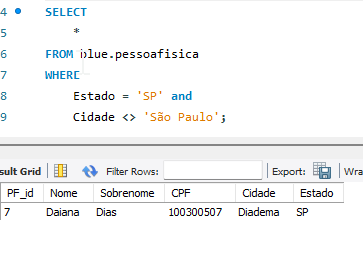 4 SELECT
5 *
6 FROM blue.pessoafisica
7 WHERE
8 Estado = 'SP' and
9 Cidade <> 'São Paulo';
sult Grid Filter Rows: Export: Wra
PF_id Nome Sobrenome CPF Cidade Estado
7 Daiana Dias 100300507 Diadema SP